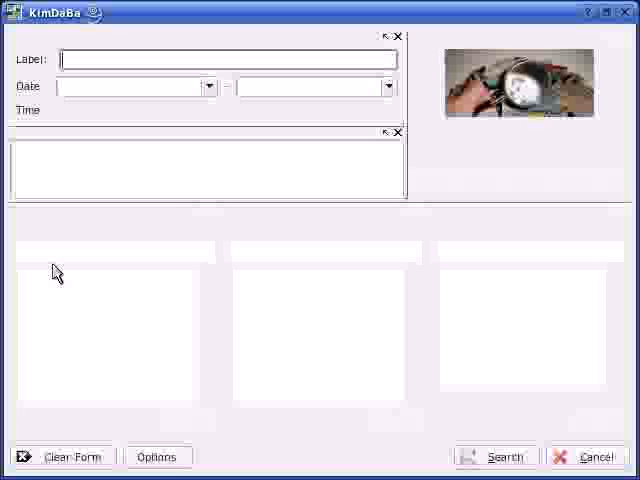 KimDaBa
Label:
Date
Time
Clear Form
Options
Search
Cancel